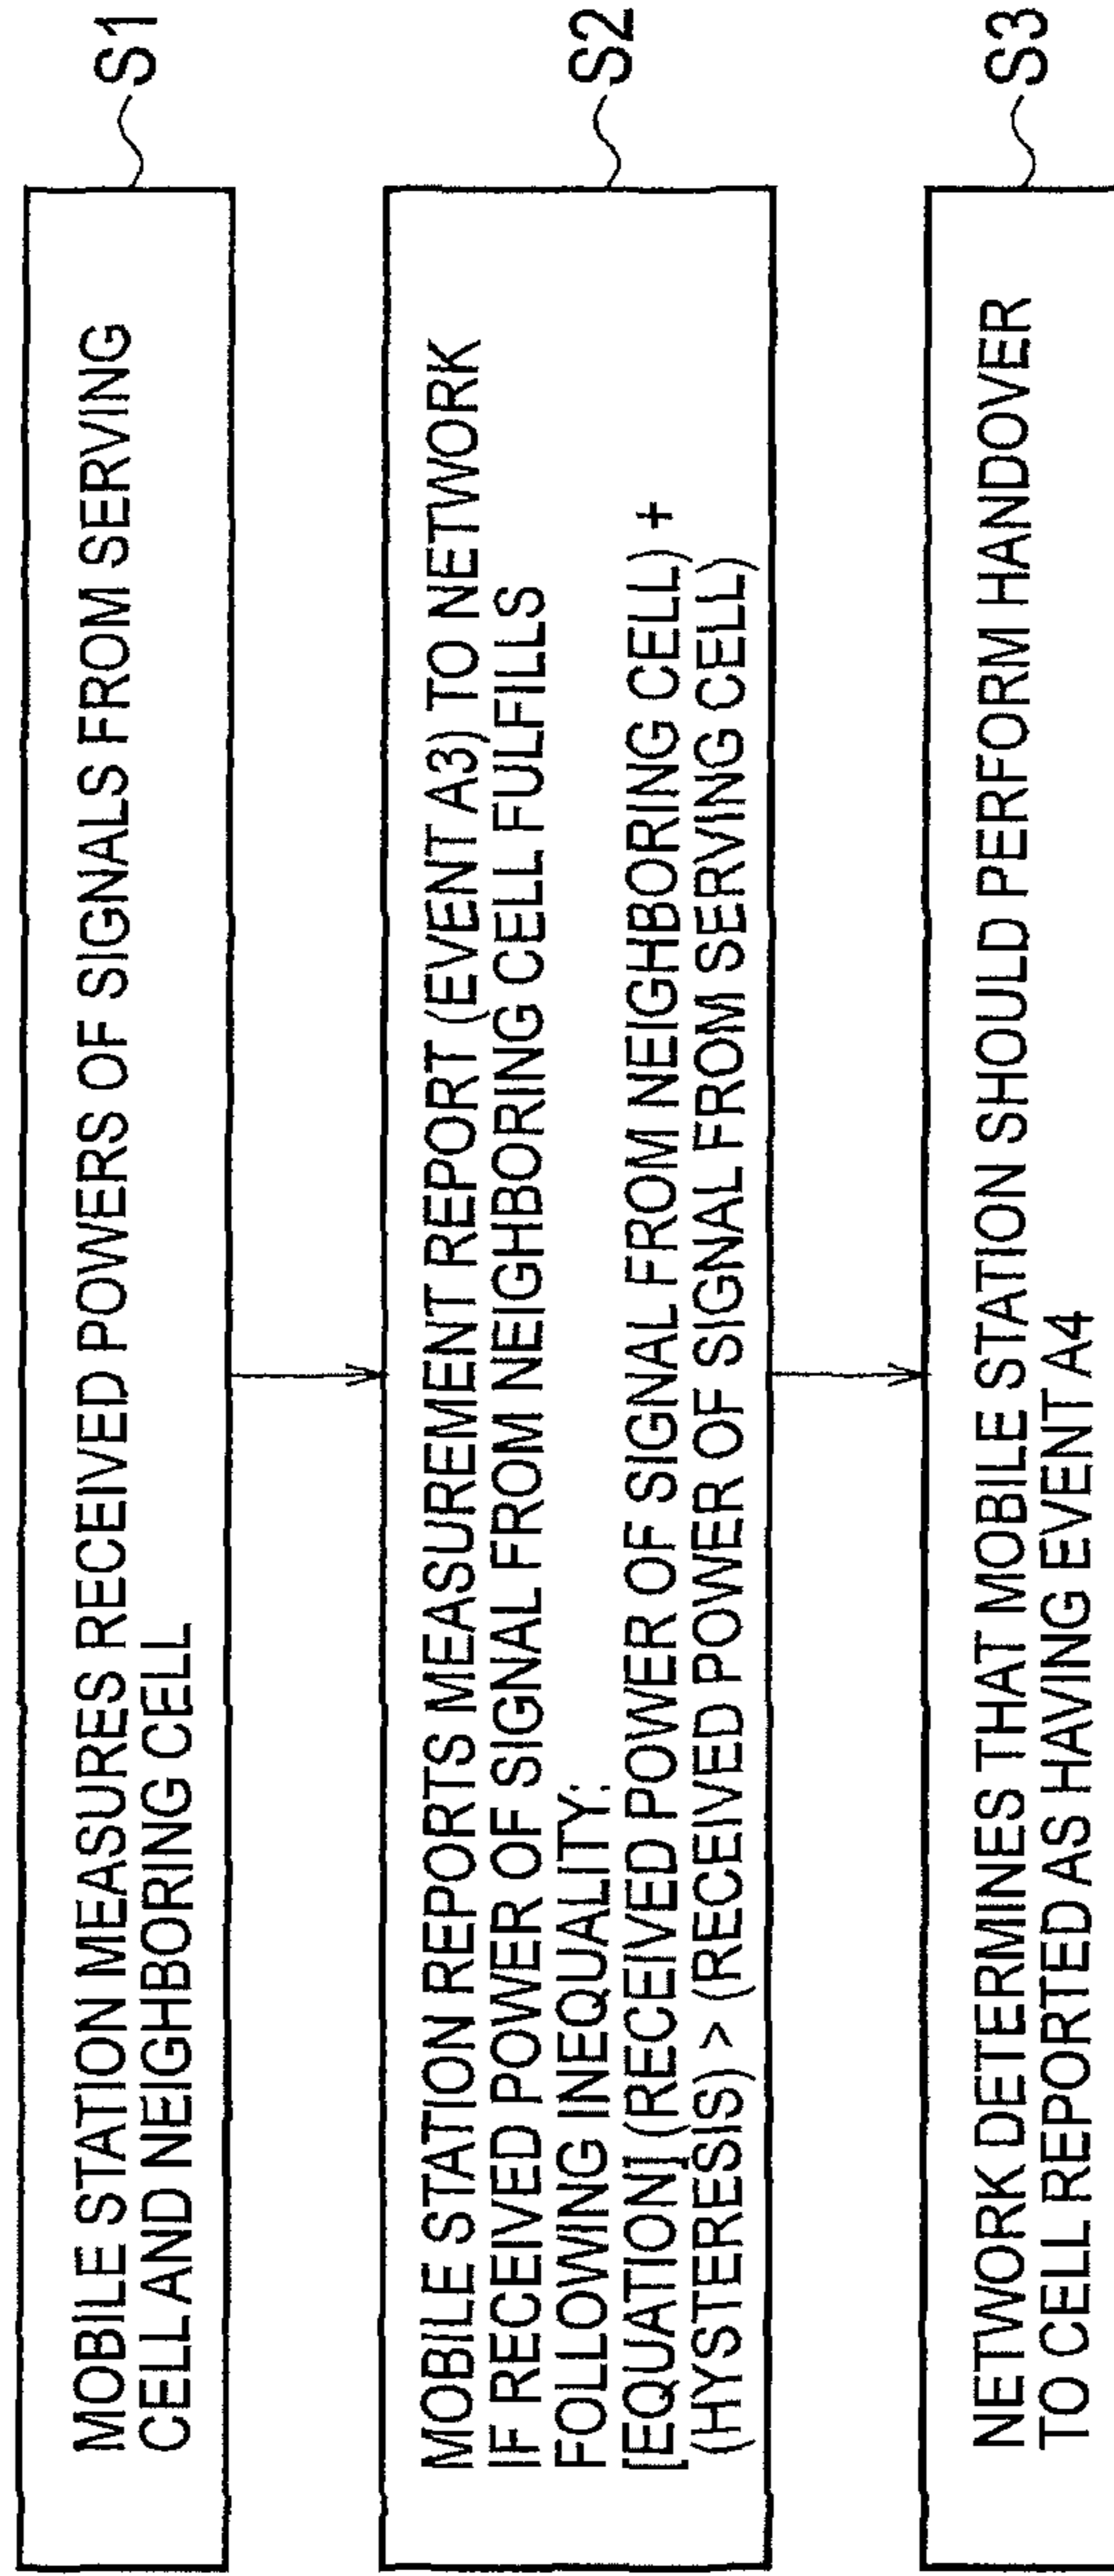 MOBILE STATION MEASURES RECEIVED POWERS OF SIGNALS FROM SERVING
CELL AND NEIGHBORING CELL
S1
MOBILE STATION REPORTS MEASUREMENT REPORT (EVENT A3) TO NETWORK
IF RECEIVED POWER OF SIGNAL FROM NEIGHBORING CELL FULFILLS
FOLLOWING INEQUALITY:
[EQUATION] (RECEIVED POWER OF SIGNAL FROM NEIGHBORING CELL) +
(HYSTERESIS) > (RECEIVED POWER OF SIGNAL FROM SERVING CELL)
S2
NETWORK DETERMINES THAT MOBILE STATION SHOULD PERFORM HANDOVER
TO CELL REPORTED AS HAVING EVENT A4
S3